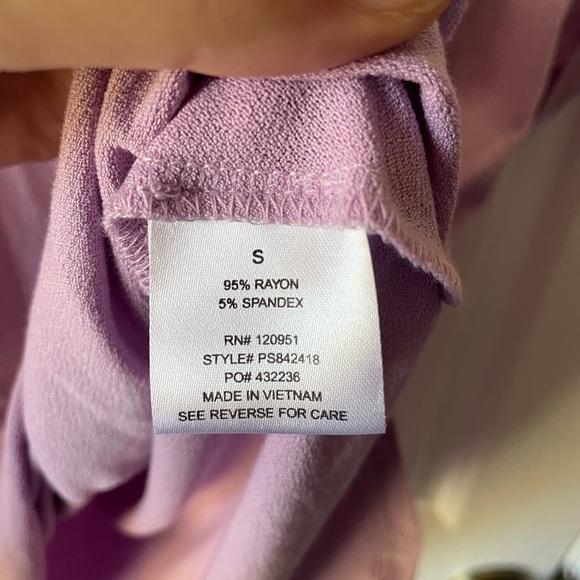 S
95% RAYON
5% SPANDEX
RN# 120951
STYLE# PS842418
PO# 432236
MADE IN VIETNAM
SEE REVERSE FOR CARE